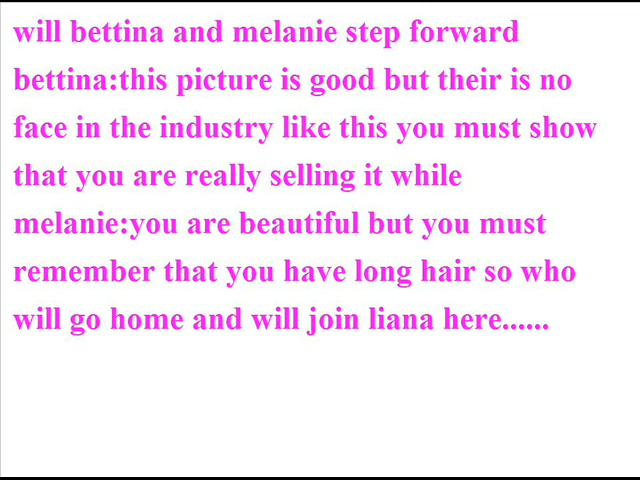 will bettina and melanie step forward
bettina:this picture is good but their is no
face in the industry like this you must show
that you are really selling it while
melanie:you are beautiful but you must
remember that you have long hair so who
will go home and will join liana here......